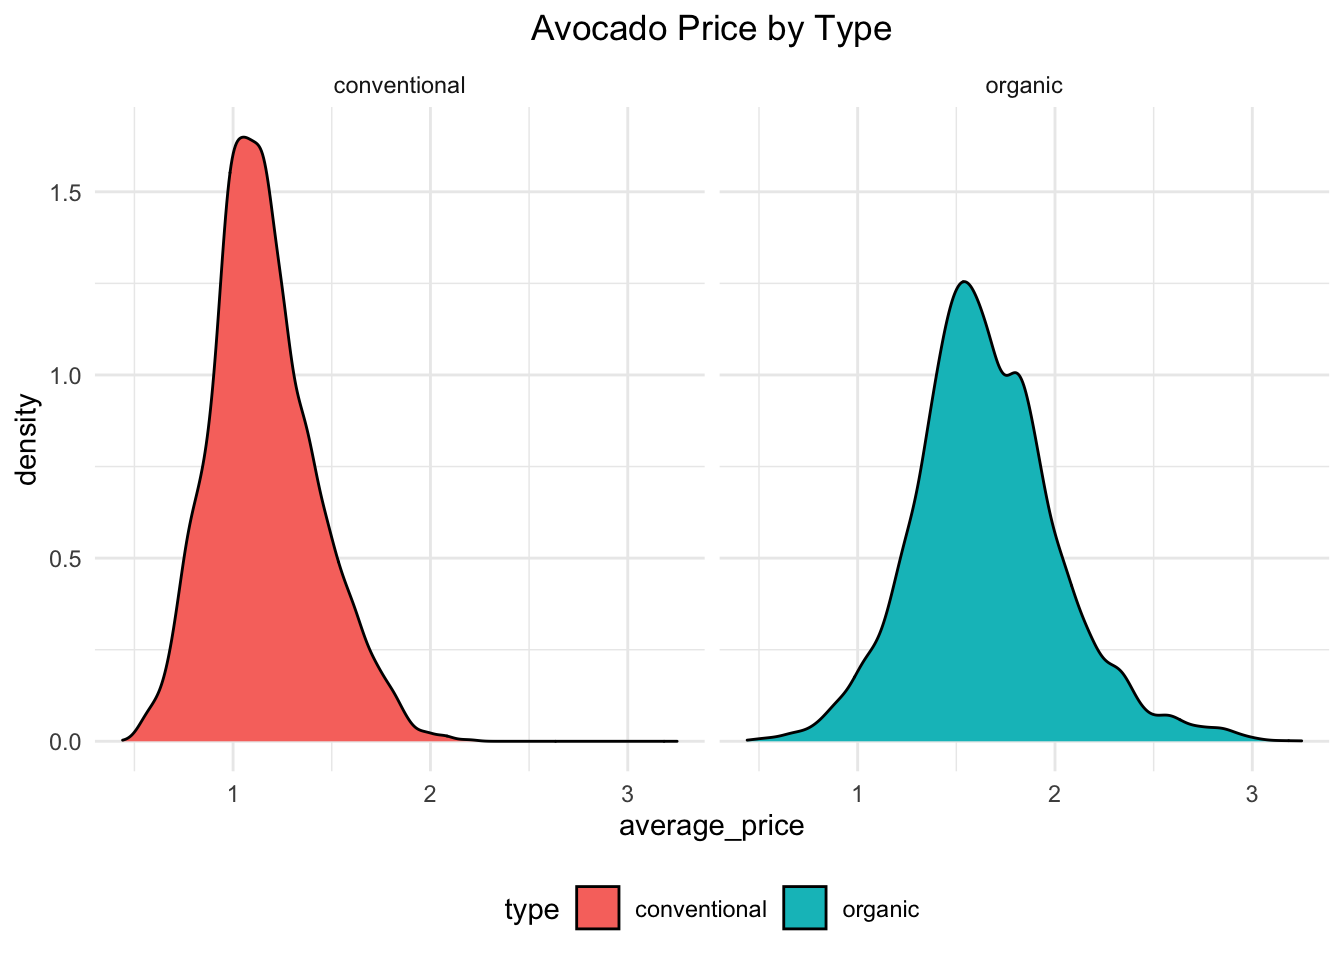 Avocado Price by Type
conventional organic
1.5
1.0
0.5
0.0
density
1 2 3 1 2 3
average_price
type conventional organic